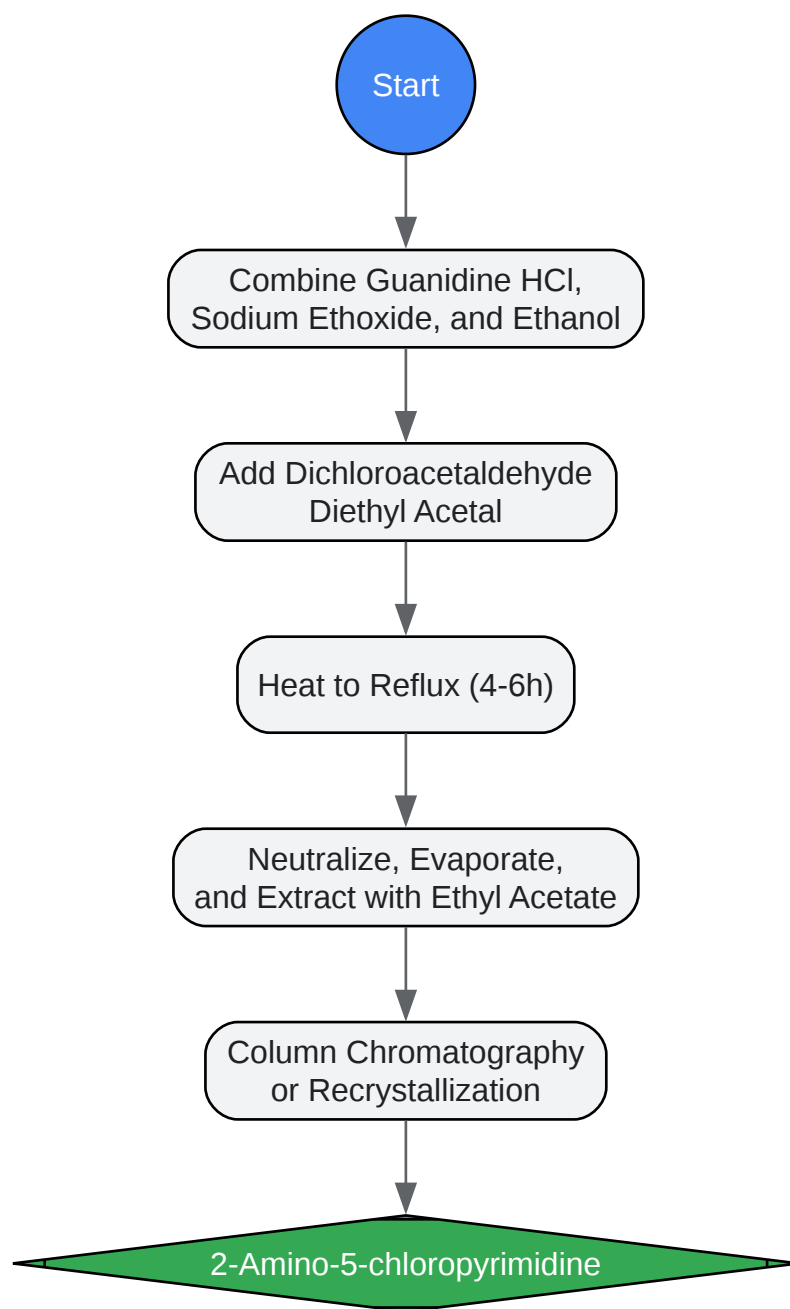 Start
Combine Guanidine HCl,
Sodium Ethoxide, and Ethanol
Add Dichloroacetaldehyde
Diethyl Acetal
Heat to Reflux (4-6h)
Neutralize, Evaporate,
and Extract with Ethyl Acetate
Column Chromatography
or Recrystallization
2-Amino-5-chloropyrimidine